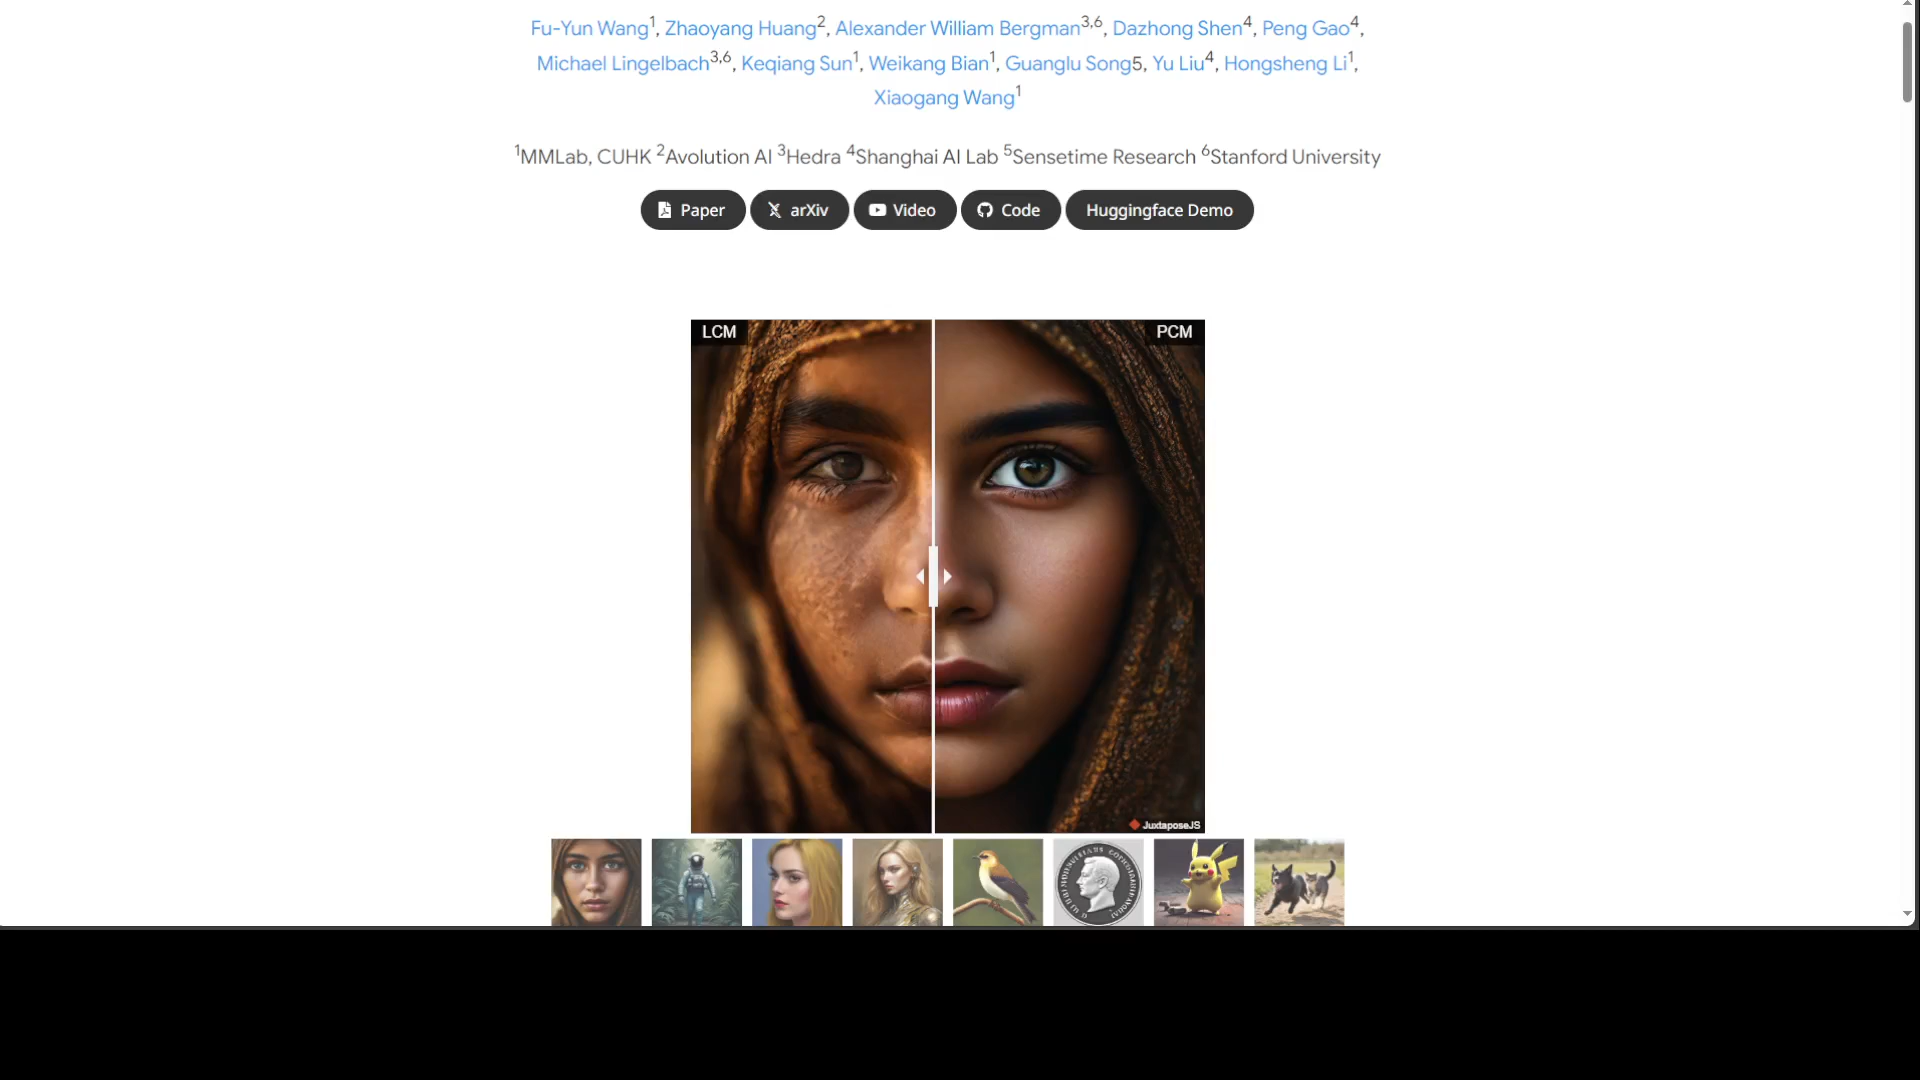 Fu-Yun Wang1, Zhaoyang Huang2, Alexander William Bergman3,6, Dazhong Shen4, Peng Gao4,
Michael Lingelbach3,6, Keqiang Sun1, Weikang Bian1, Guanglu Song5, Yu Liu4, Hongsheng Li1,
Xiaogang Wang1
1MMLab, CUHK 2Avolution AI 3Hedra 4Shanghai AI Lab 5Sensetime Research 6Stanford University
Paper arXiv Video Code Huggingface Demo
LCM PCM
JuxtaposeJS